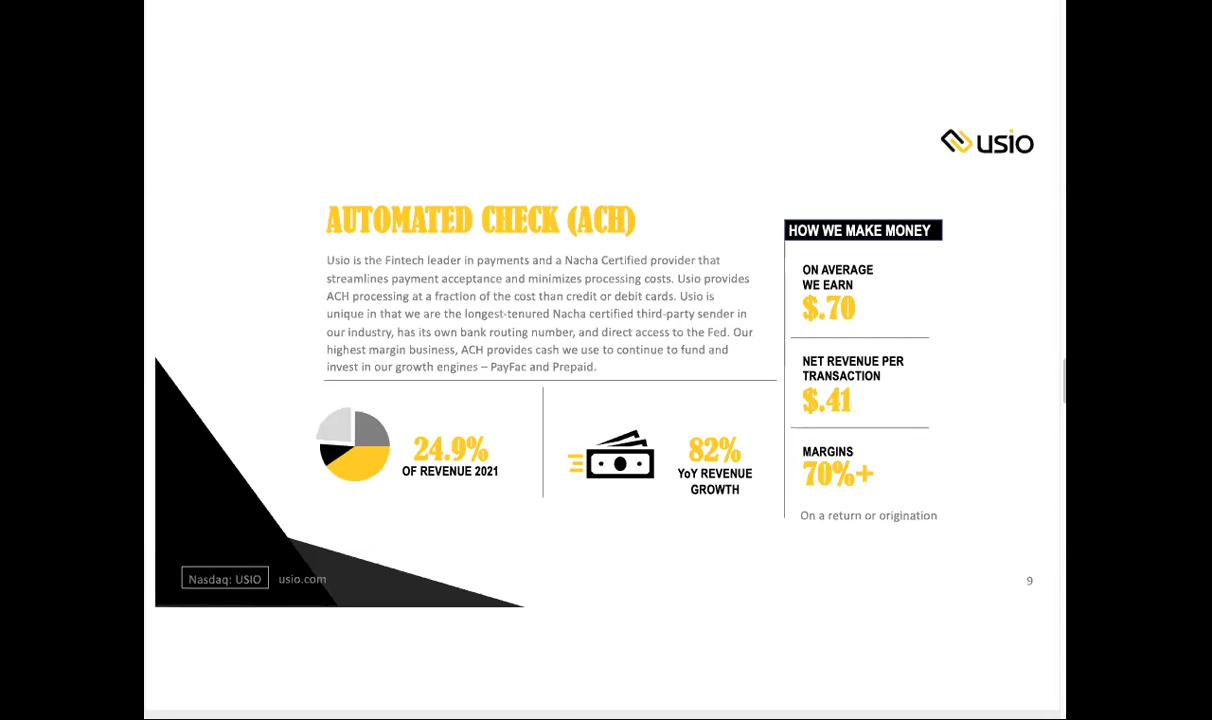 usio
AUTOMATED CHECK (ACH)
Usio is the Fintech leader in payments and a Nacha Certified provider that
streamlines payment acceptance and minimizes processing costs. Usio provides
ACH processing at a fraction of the cost than credit or debit cards. Usio is
unique in that we are the longest-tenured Nacha certified third-party sender in
our industry, has its own bank routing number, and direct access to the Fed. Our
highest margin business, ACH provides cash we use to continue to fund and
invest in our growth engines – PayFac and Prepaid.
24.9%
OF REVENUE 2021
82%
YoY REVENUE
GROWTH
HOW WE MAKE MONEY
ON AVERAGE
WE EARN
$.70
NET REVENUE PER
TRANSACTION
$.41
MARGINS
70%+
On a return or origination
Nasdaq: USIO
usio.com
9